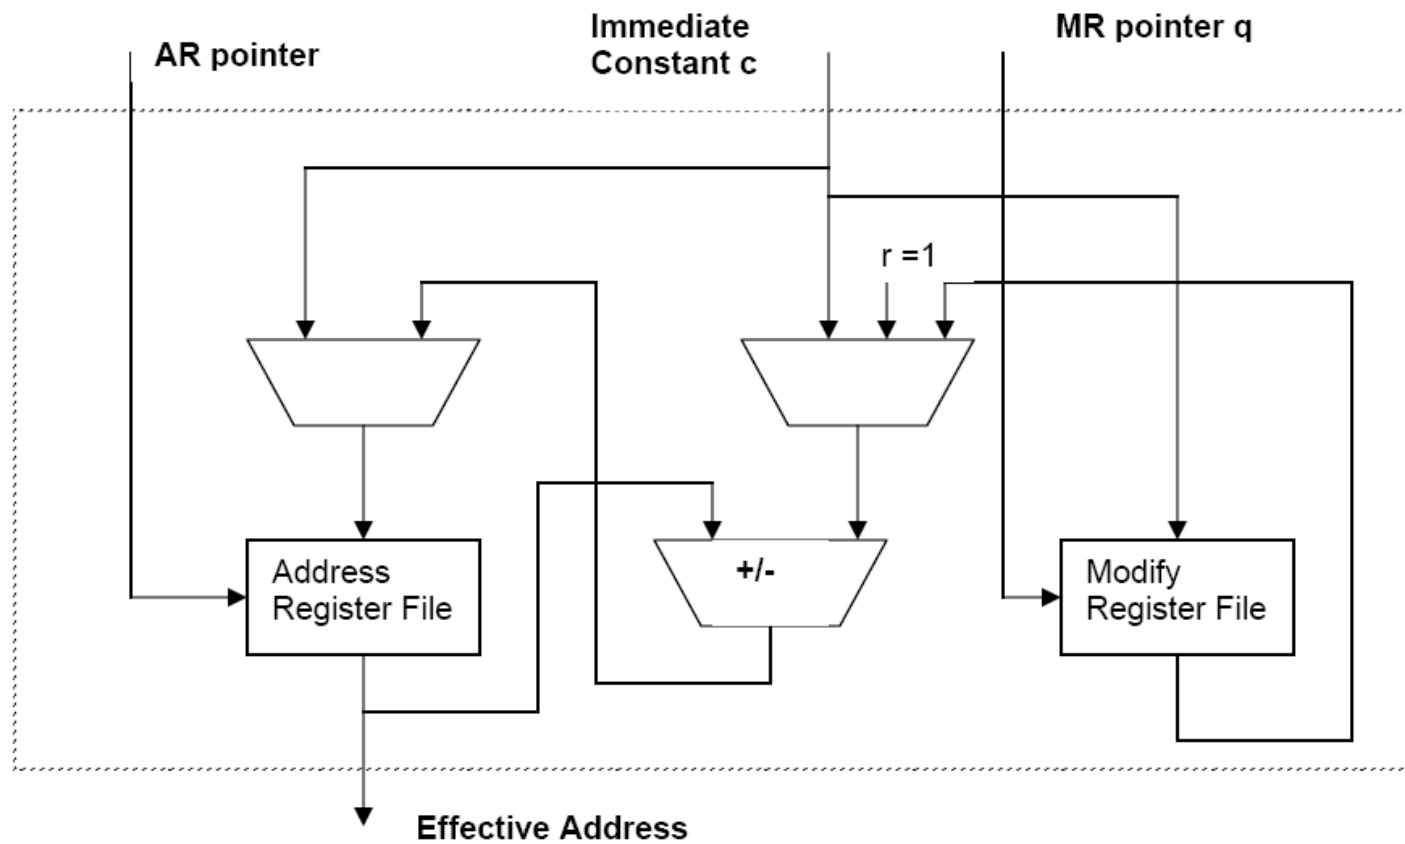 AR pointer
Immediate
Constant c
MR pointer q
r =1
+/-
Address
Register File
Modify
Register File
Effective Address